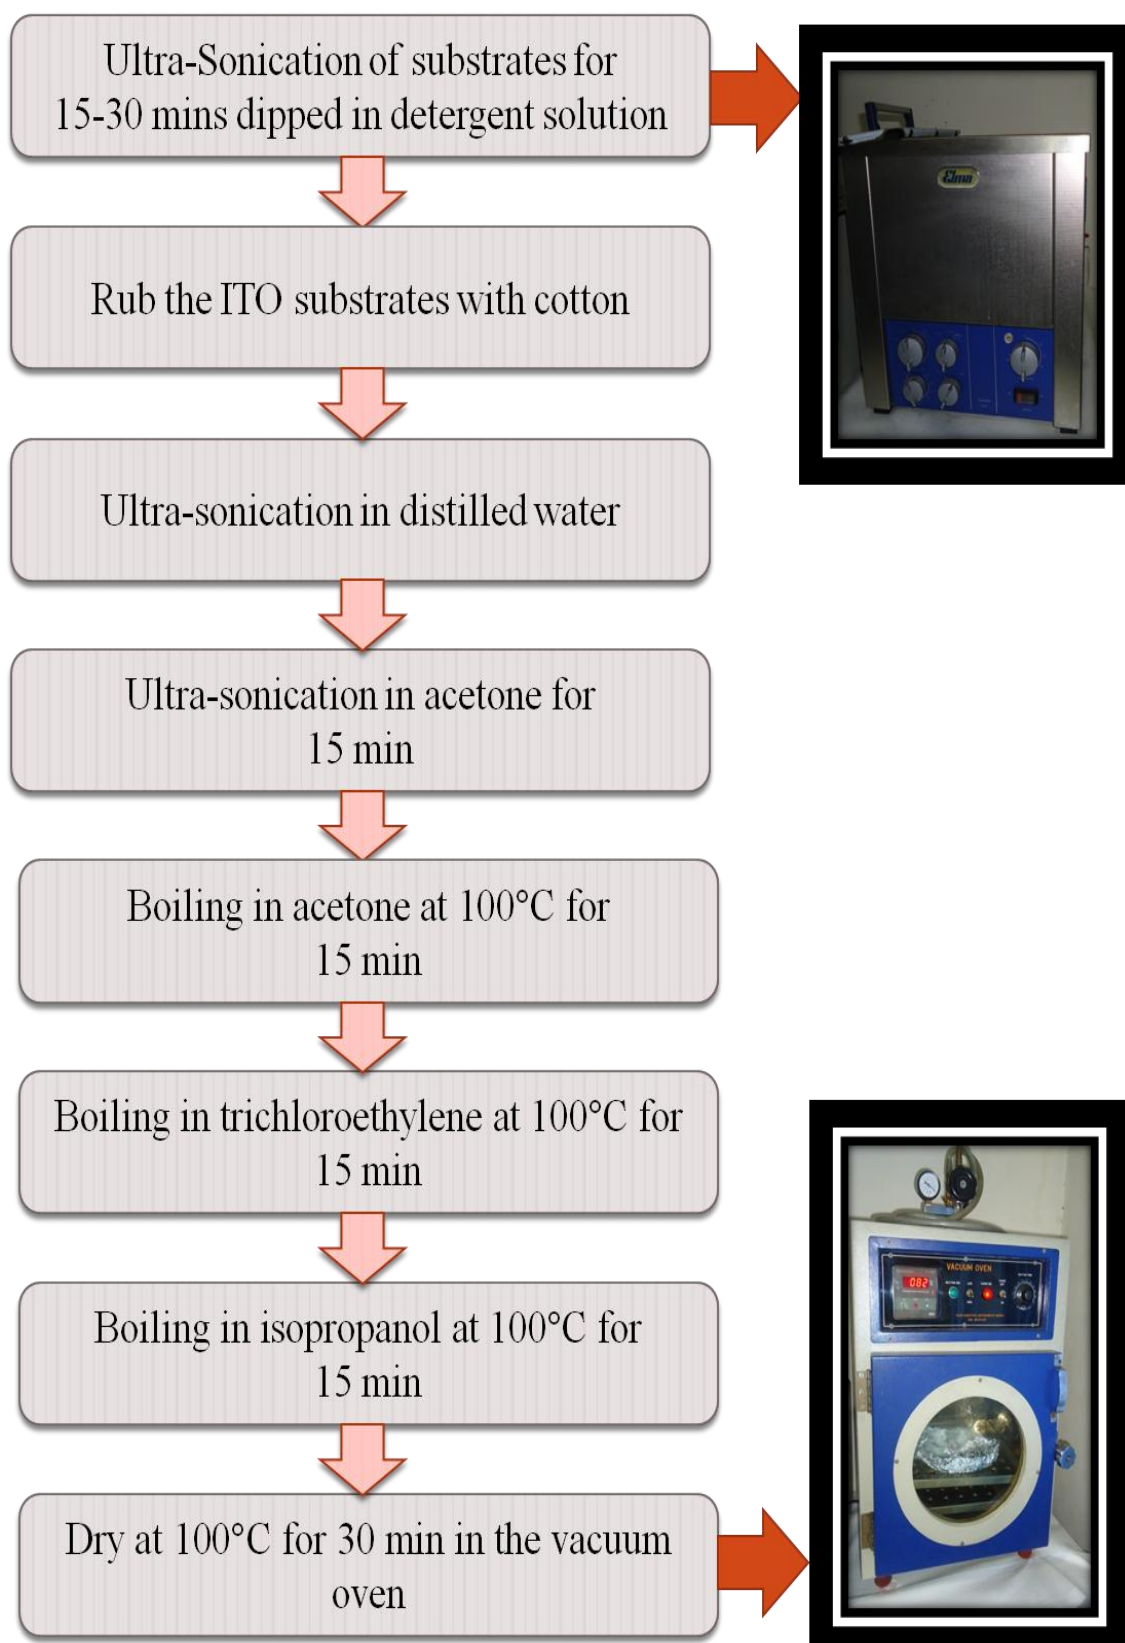 Ultra-Sonication of substrates for
15-30 mins dipped in detergent solution
Elma
Rub the ITO substrates with cotton
Ultra-sonication in distilled water
Ultra-sonication in acetone for
15 min
Boiling in acetone at 100°C for
15 min
Boiling in trichloroethylene at 100°C for
15 min
Boiling in isopropanol at 100°C for
15 min
Dry at 100°C for 30 min in the vacuum
oven
VACUUM OVEN
082